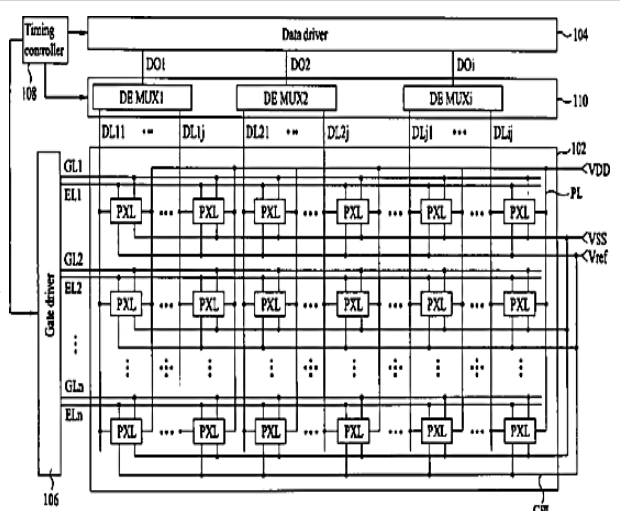 Timing controller
108
Data driver
104
DO1 DO2 DOi
DE MUX1 DE MUX2 DE MUXi
110
DL11 ... DL1j DL21 ... DL2j DLj1 ... DLij
102
GL1
VDD
EL1
PL
PXL ... PXL PXL ... PXL PXL ... PXL
VSS
Vref
GL2
EL2
PXL ... PXL PXL ... PXL PXL ... PXL
Gate driver
GLn
ELn
PXL ... PXL PXL ... PXL PXL ... PXL
106